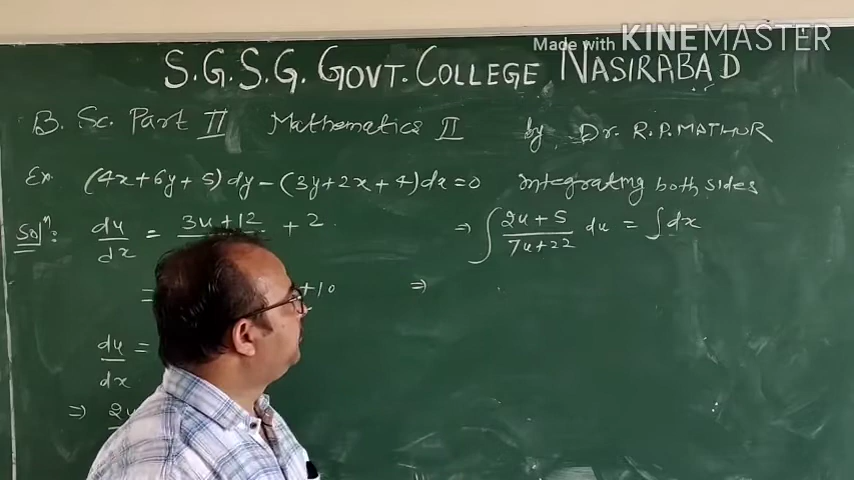 Made with KINEMASTER
S.G.S.G. GOVT. COLLEGE NASIRABAD
B. Sc. Part II Mathematics II by Dr. R.P. MATHUR
Ex. (4x+6y+5)dy-(3y+2x+4)dx=0
Solⁿ: du/dx = 3u+12 + 2
= +10
du/dx =
⇒ 2u
integrating both sides
⇒ ∫ (2u+5)/(7u+22) du = ∫dx
⇒